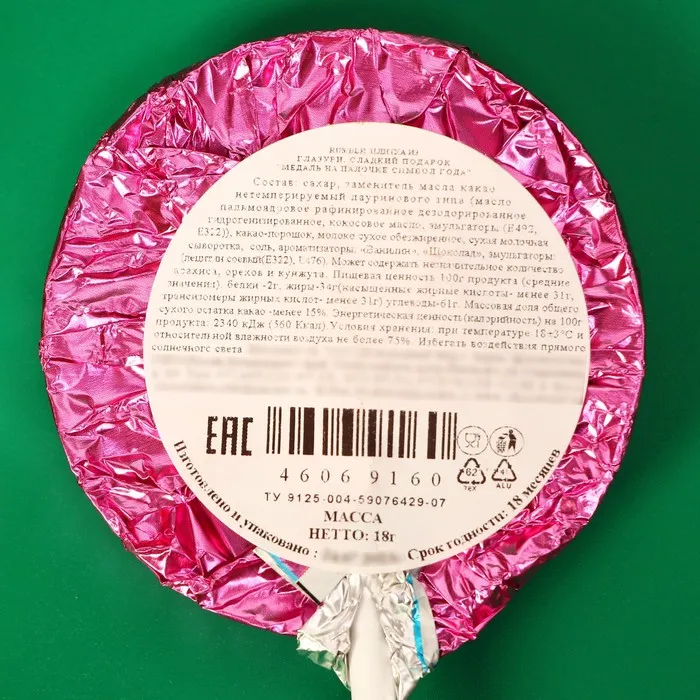 ГЛАЗУРИ. СЛАДКИЙ ПОДАРОК
"МЕДАЛЬ НА ПАЛОЧКЕ СИМВОЛ ГОДА"
Состав: сахар, заменитель масла какао
нетемперируемый лауринового типа (масло
пальмоядровое рафинированное дезодорированное
гидрогенизированное, кокосовое масло, эмульгаторы, (Е492,
Е322)), какао-порошок, молоко сухое обезжиренное, сухая молочная
сыворотка, соль, ароматизаторы: «Ванилин», «Шоколад», эмульгаторы:
(лецитин соевый(Е322), Е476). Может содержать незначительное количество
арахиса, орехов и кунжута. Пищевая ценность 100г продукта (средние
значения): белки -2г, жиры-34г(насыщенные жирные кислоты- менее 31г,
трансизомеры жирных кислот- менее 31г) углеводы-61г. Массовая доля общего
сухого остатка какао -менее 15%. Энергетическая ценность(калорийность) на 100г
продукта: 2340 кДж (560 Ккал) Условия хранения: при температуре 18±3°С и
относительной влажности воздуха не более 75%. Избегать воздействия прямого
солнечного света
ЕАС
4606 9160
62
ALU
ТУ 9125-004-59076429-07
МАССА
НЕТТО: 18г
Изготовлено и упаковано :
Срок годности: 18 месяцев